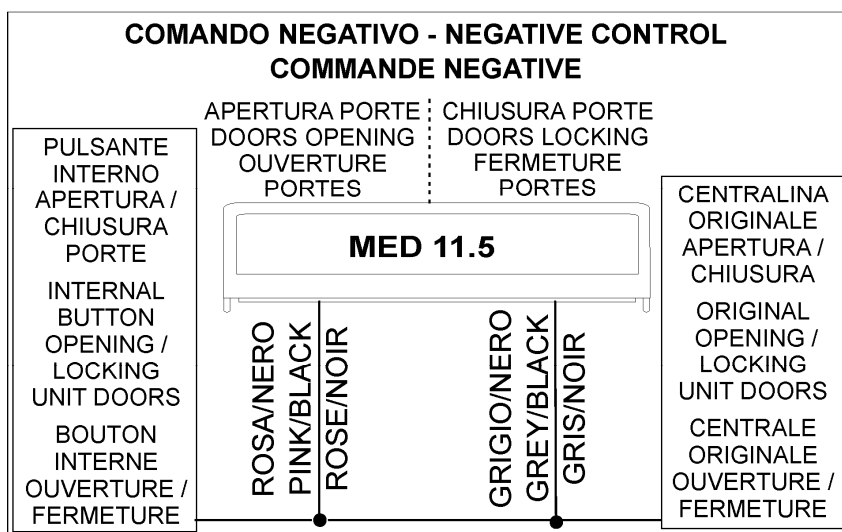 COMANDO NEGATIVO - NEGATIVE CONTROL
COMMANDE NEGATIVE
APERTURA PORTE
DOORS OPENING
OUVERTURE
PORTES
CHIUSURA PORTE
DOORS LOCKING
FERMETURE
PORTES
PULSANTE
INTERNO
APERTURA /
CHIUSURA
PORTE
INTERNAL
BUTTON
OPENING /
LOCKING
UNIT DOORS
BOUTON
INTERNE
OUVERTURE /
FERMETURE
MED 11.5
ROSA/NERO
PINK/BLACK
ROSE/NOIR
GRIGIO/NERO
GREY/BLACK
GRIS/NOIR
CENTRALINA
ORIGINALE
APERTURA /
CHIUSURA
ORIGINAL
OPENING /
LOCKING
UNIT DOORS
CENTRALE
ORIGINALE
OUVERTURE /
FERMETURE